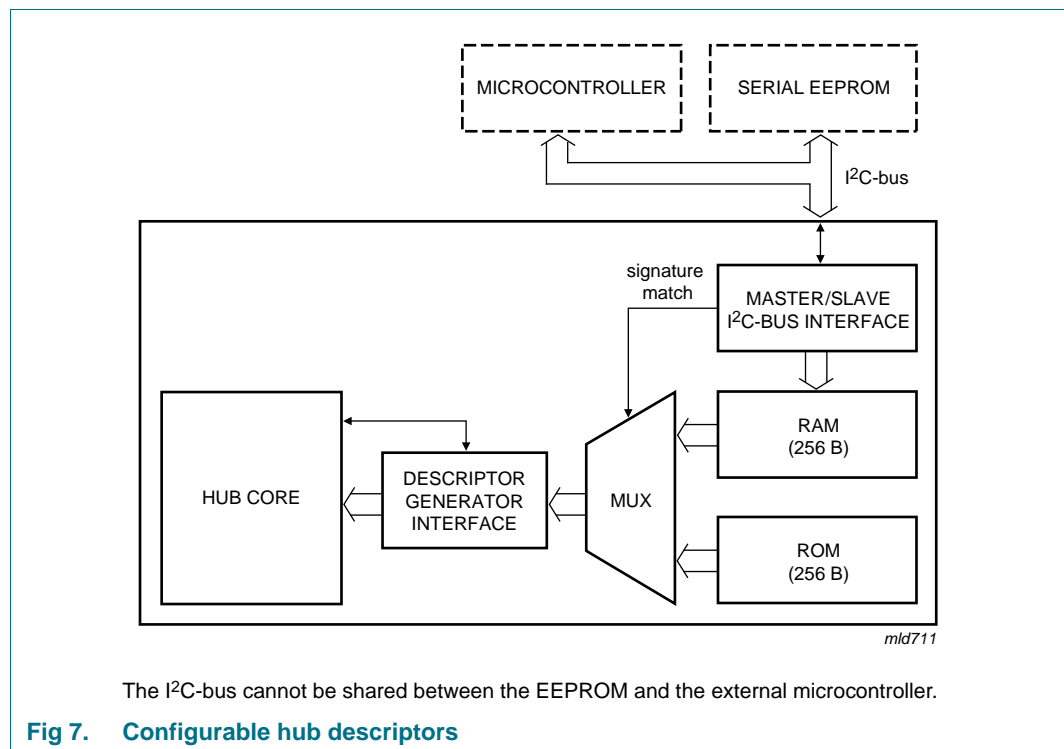 MICROCONTROLLER
SERIAL EEPROM
I²C-bus
signature
match
MASTER/SLAVE
I²C-BUS INTERFACE
HUB CORE
DESCRIPTOR
GENERATOR
INTERFACE
MUX
RAM
(256 B)
ROM
(256 B)
mld711
The I²C-bus cannot be shared between the EEPROM and the external microcontroller.
Fig 7. Configurable hub descriptors